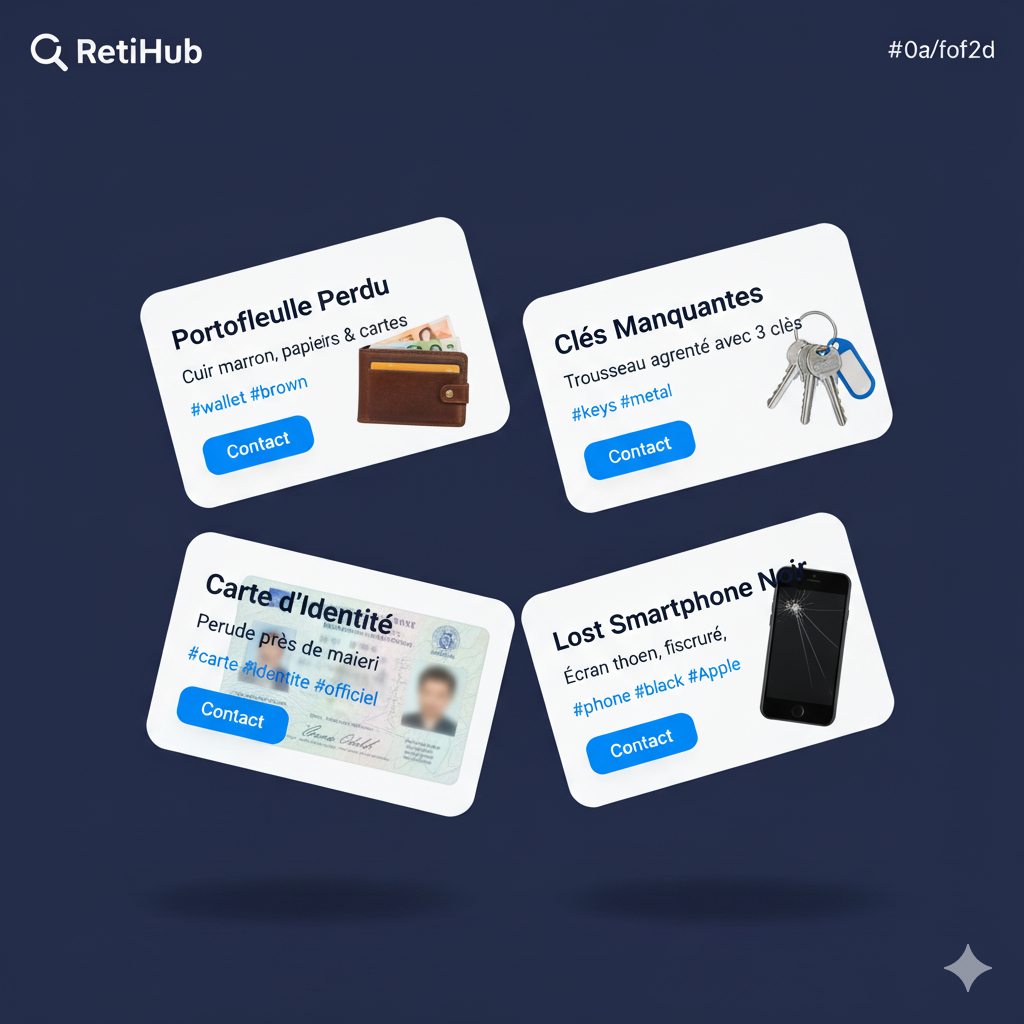 RetiHub
#0a/fof2d
Portofleulle Perdu
Cuir marron, papieirs & cartes
#wallet #brown
Contact
Clés Manquantes
Trousseau agrenté avec 3 clès
#keys #metal
Contact
Carte d'Identité
Perude près de maieri
#carte #Identite #officiel
Contact
Lost Smartphone Noir
Écran thoen, fiscruré,
#phone #black #Apple
Contact